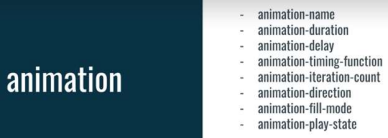 animation
- animation-name
- animation-duration
- animation-delay
- animation-timing-function
- animation-iteration-count
- animation-direction
- animation-fill-mode
- animation-play-state